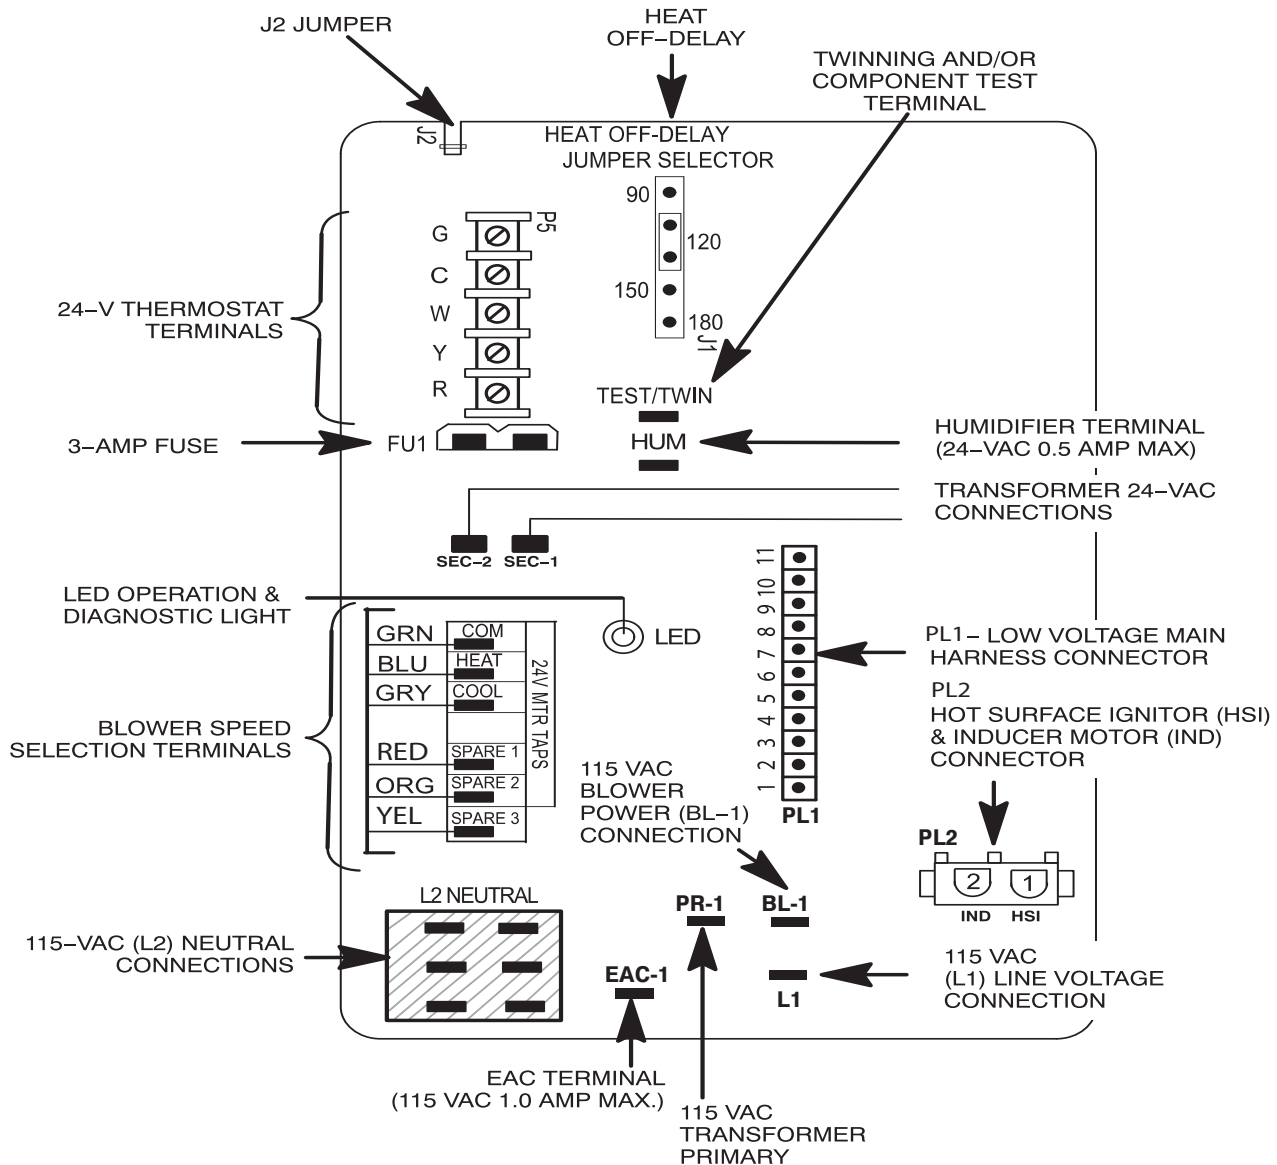 J2 JUMPER
HEAT
OFF–DELAY
TWINNING AND/OR
COMPONENT TEST
TERMINAL
J2
HEAT OFF-DELAY
JUMPER SELECTOR
90
120
150
180
J1
P5
G
C
W
Y
R
24–V THERMOSTAT
TERMINALS
TEST/TWIN
HUM
3–AMP FUSE
FU1
HUMIDIFIER TERMINAL
(24–VAC 0.5 AMP MAX)
TRANSFORMER 24–VAC
CONNECTIONS
SEC–2
SEC–1
LED OPERATION &
DIAGNOSTIC LIGHT
LED
11
10
9
8
7
6
5
4
3
2
1
PL1
PL1 – LOW VOLTAGE MAIN
HARNESS CONNECTOR
GRN
COM
BLU
HEAT
GRY
COOL
RED
SPARE 1
ORG
SPARE 2
YEL
SPARE 3
24V MTR TAPS
BLOWER SPEED
SELECTION TERMINALS
PL2
HOT SURFACE IGNITOR (HSI)
& INDUCER MOTOR (IND)
CONNECTOR
115 VAC
BLOWER
POWER (BL–1)
CONNECTION
PL2
2
1
IND
HSI
L2 NEUTRAL
115–VAC (L2) NEUTRAL
CONNECTIONS
PR-1
BL-1
EAC-1
L1
115 VAC
(L1) LINE VOLTAGE
CONNECTION
EAC TERMINAL
(115 VAC 1.0 AMP MAX.)
115 VAC
TRANSFORMER
PRIMARY